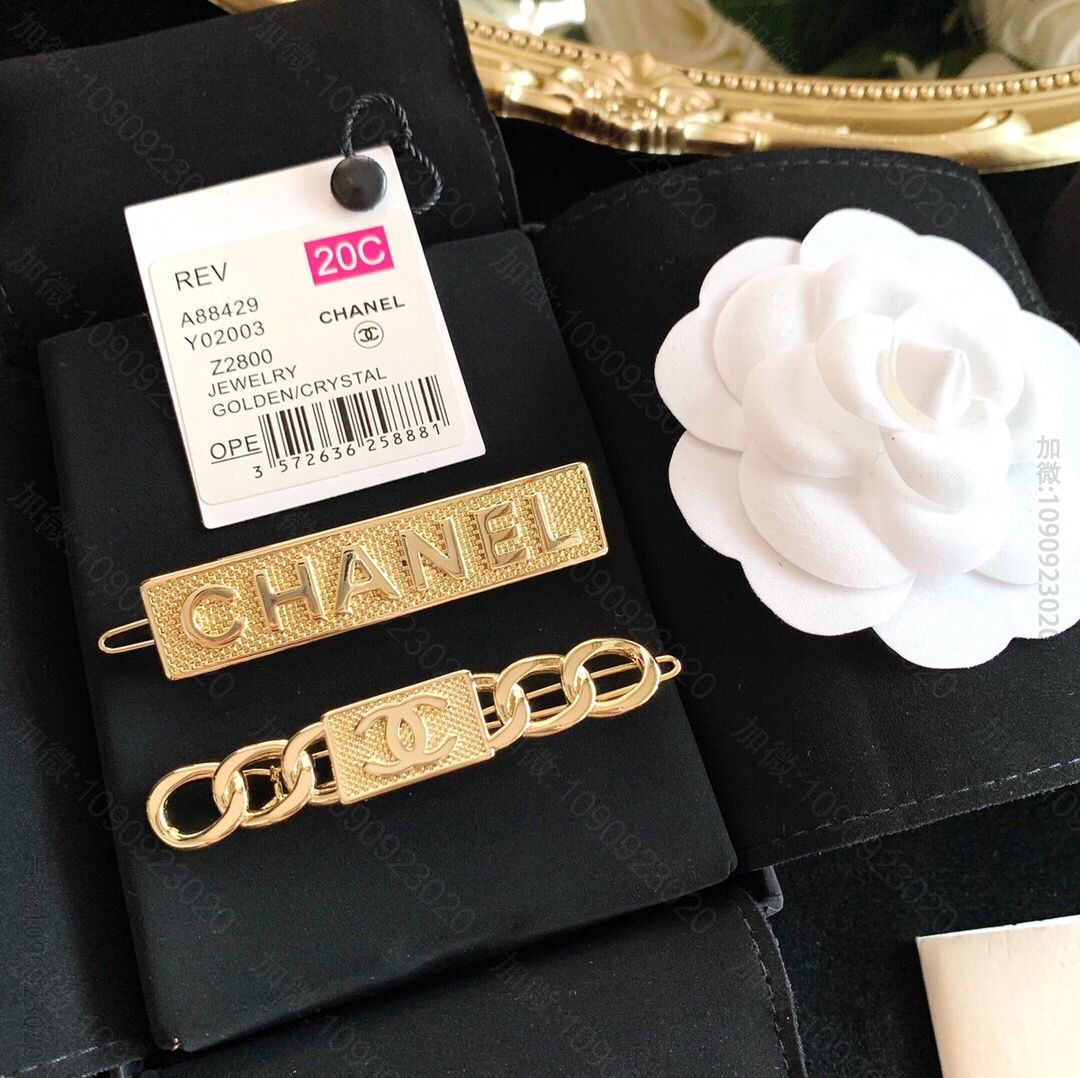 REV
20C
A88429
Y02003
CHANEL
Z2800
JEWELRY
GOLDEN/CRYSTAL
OPE
3 572636 258881
CHANEL
加微:1090923020